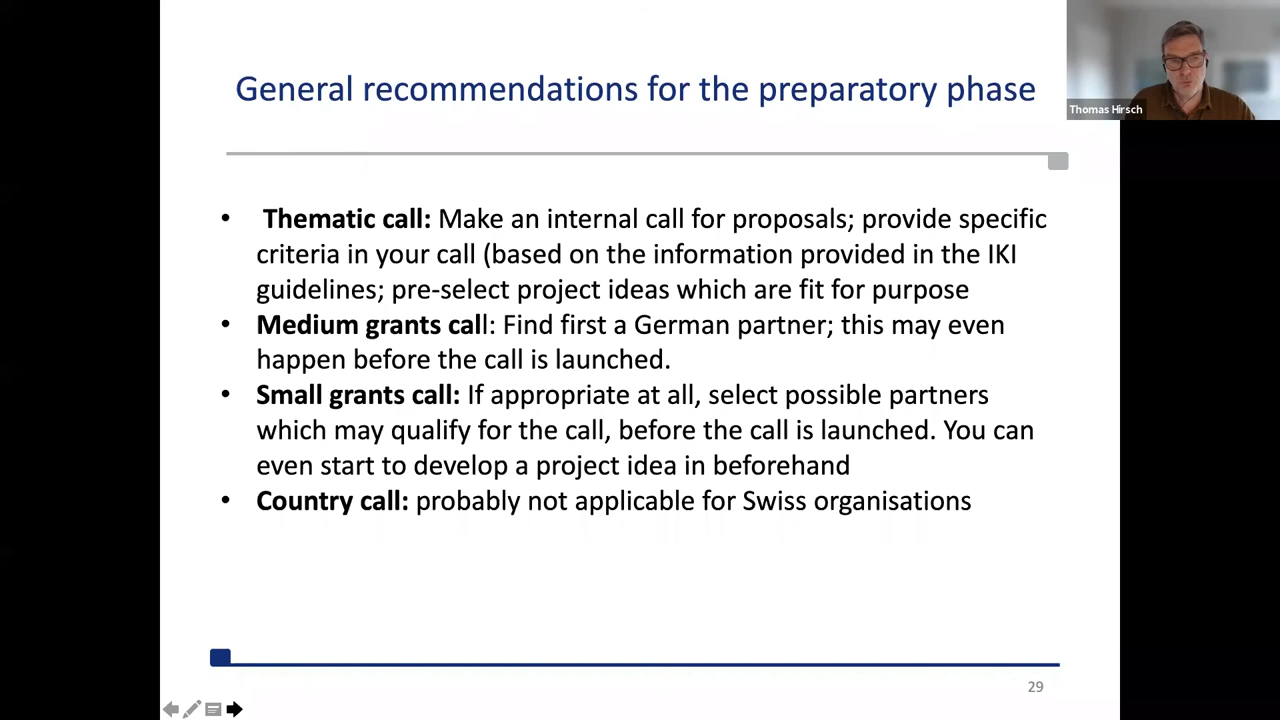 General recommendations for the preparatory phase
Thomas Hirsch
• Thematic call: Make an internal call for proposals; provide specific
criteria in your call (based on the information provided in the IKI
guidelines; pre-select project ideas which are fit for purpose
• Medium grants call: Find first a German partner; this may even
happen before the call is launched.
• Small grants call: If appropriate at all, select possible partners
which may qualify for the call, before the call is launched. You can
even start to develop a project idea in beforehand
• Country call: probably not applicable for Swiss organisations
29